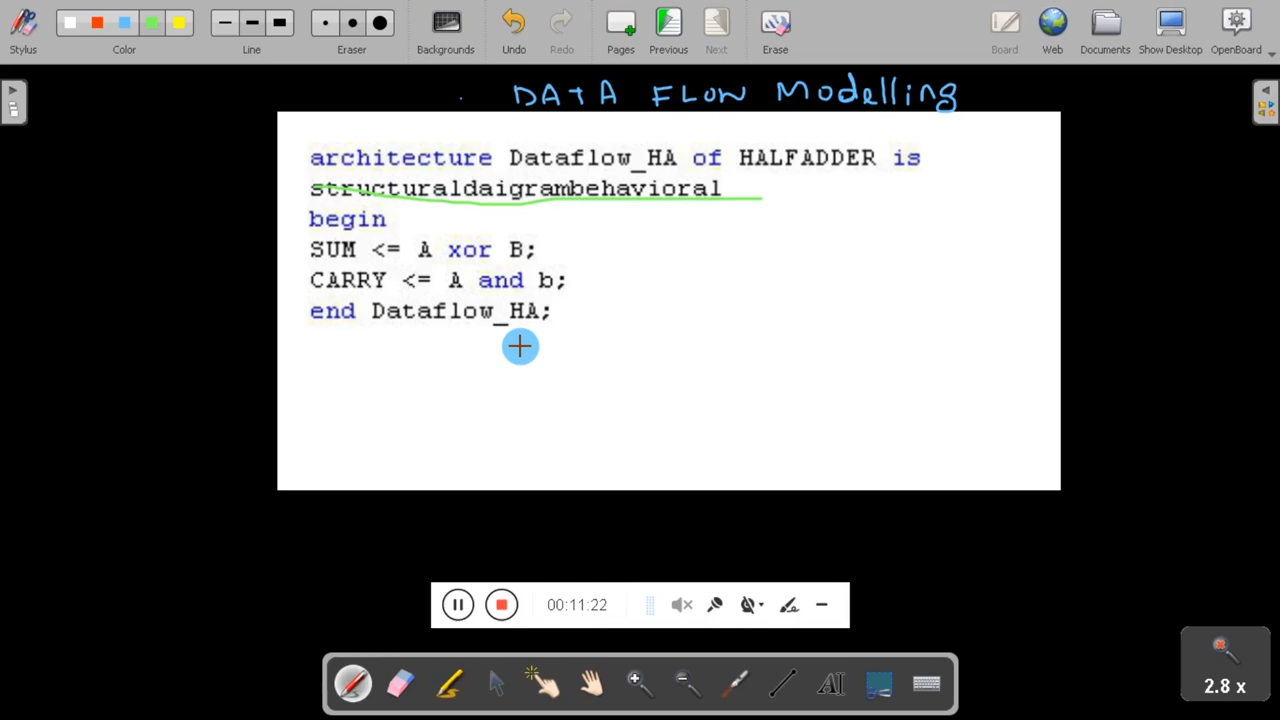 Stylus Color Line Eraser Backgrounds Undo Redo Pages Previous Next Erase Board Web Documents Show Desktop OpenBoard
DATA FLOW Modelling
architecture Dataflow_HA of HALFADDER is
structuraldaigrambehavioral
begin
SUM <= A xor B;
CARRY <= A and b;
end Dataflow_HA;
00:11:22
AI
2.8 x